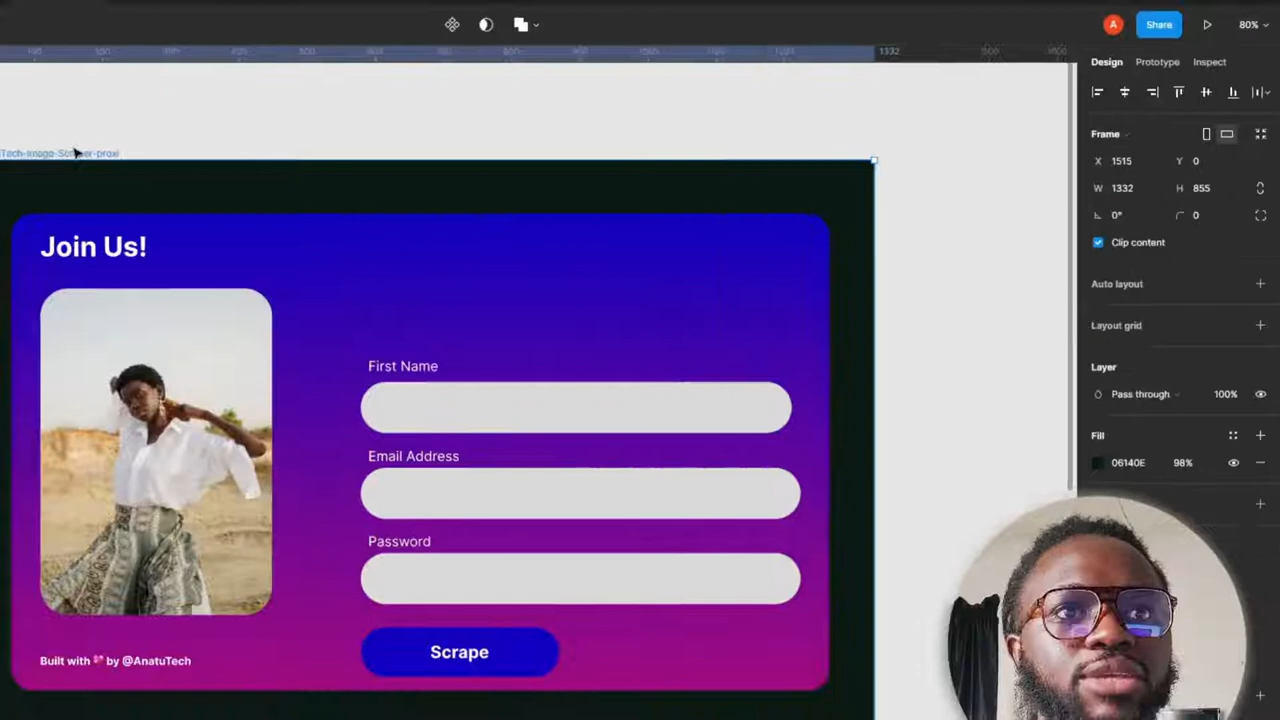 A
Share
80%
1332
Design
Prototype
Inspect
Frame
X 1515
Y 0
W 1332
H 855
0°
0
Clip content
Auto layout
Layout grid
Layer
Pass through
100%
Fill
06140E
98%
Join Us!
First Name
Email Address
Password
Scrape
Built with by @AnatuTech